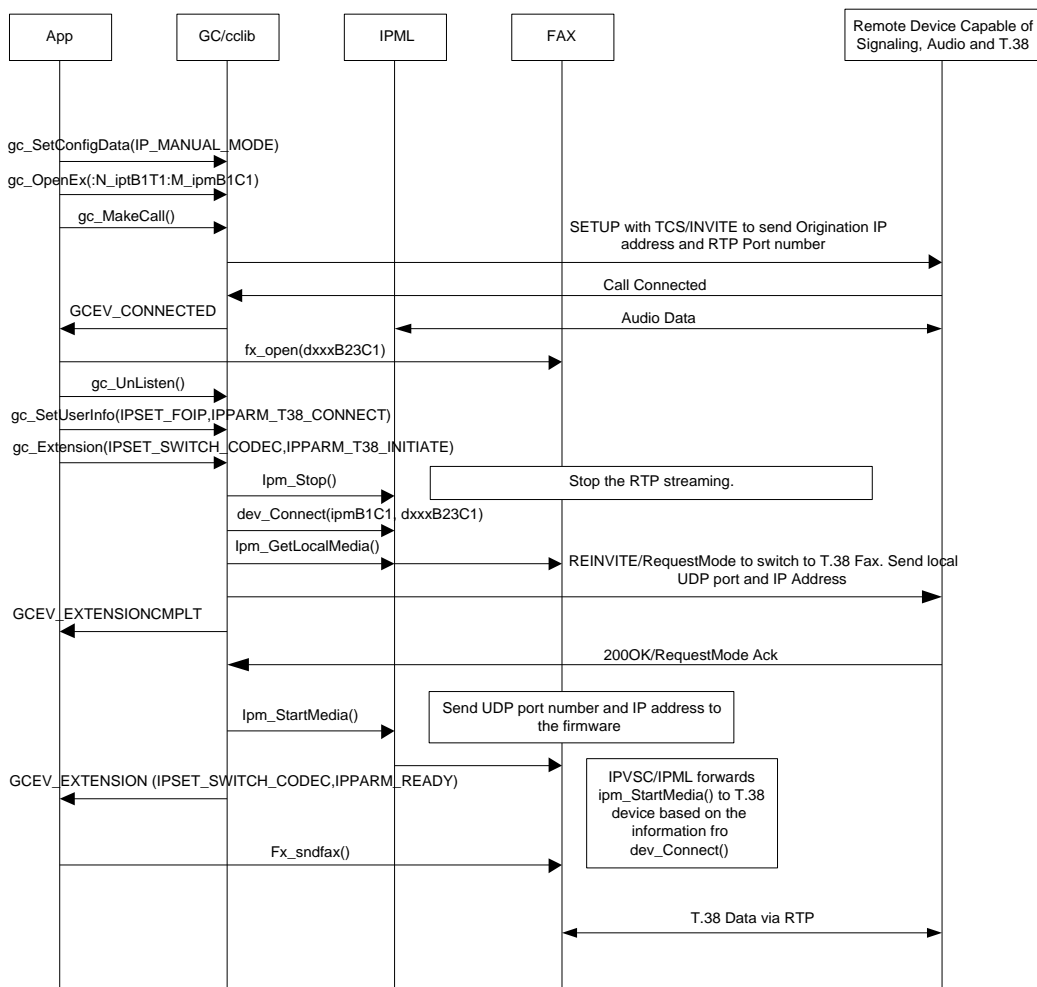 App
GC/cclib
IPML
FAX
Remote Device Capable of
Signaling, Audio and T.38
gc_SetConfigData(IP_MANUAL_MODE)
gc_OpenEx(:N_iptB1T1:M_ipmB1C1)
gc_MakeCall()
SETUP with TCS/INVITE to send Origination IP
address and RTP Port number
Call Connected
GCEV_CONNECTED
Audio Data
fx_open(dxxxB23C1)
gc_UnListen()
gc_SetUserInfo(IPSET_FOIP,IPPARM_T38_CONNECT)
gc_Extension(IPSET_SWITCH_CODEC,IPPARM_T38_INITIATE)
Ipm_Stop()
Stop the RTP streaming.
dev_Connect(ipmB1C1, dxxxB23C1)
Ipm_GetLocalMedia()
REINVITE/RequestMode to switch to T.38 Fax. Send local
UDP port and IP Address
GCEV_EXTENSIONCMPLT
200OK/RequestMode Ack
Ipm_StartMedia()
Send UDP port number and IP address to
the firmware
GCEV_EXTENSION (IPSET_SWITCH_CODEC,IPPARM_READY)
IPVSC/IPML forwards
ipm_StartMedia() to T.38
device based on the
information fro
dev_Connect()
Fx_sndfax()
T.38 Data via RTP